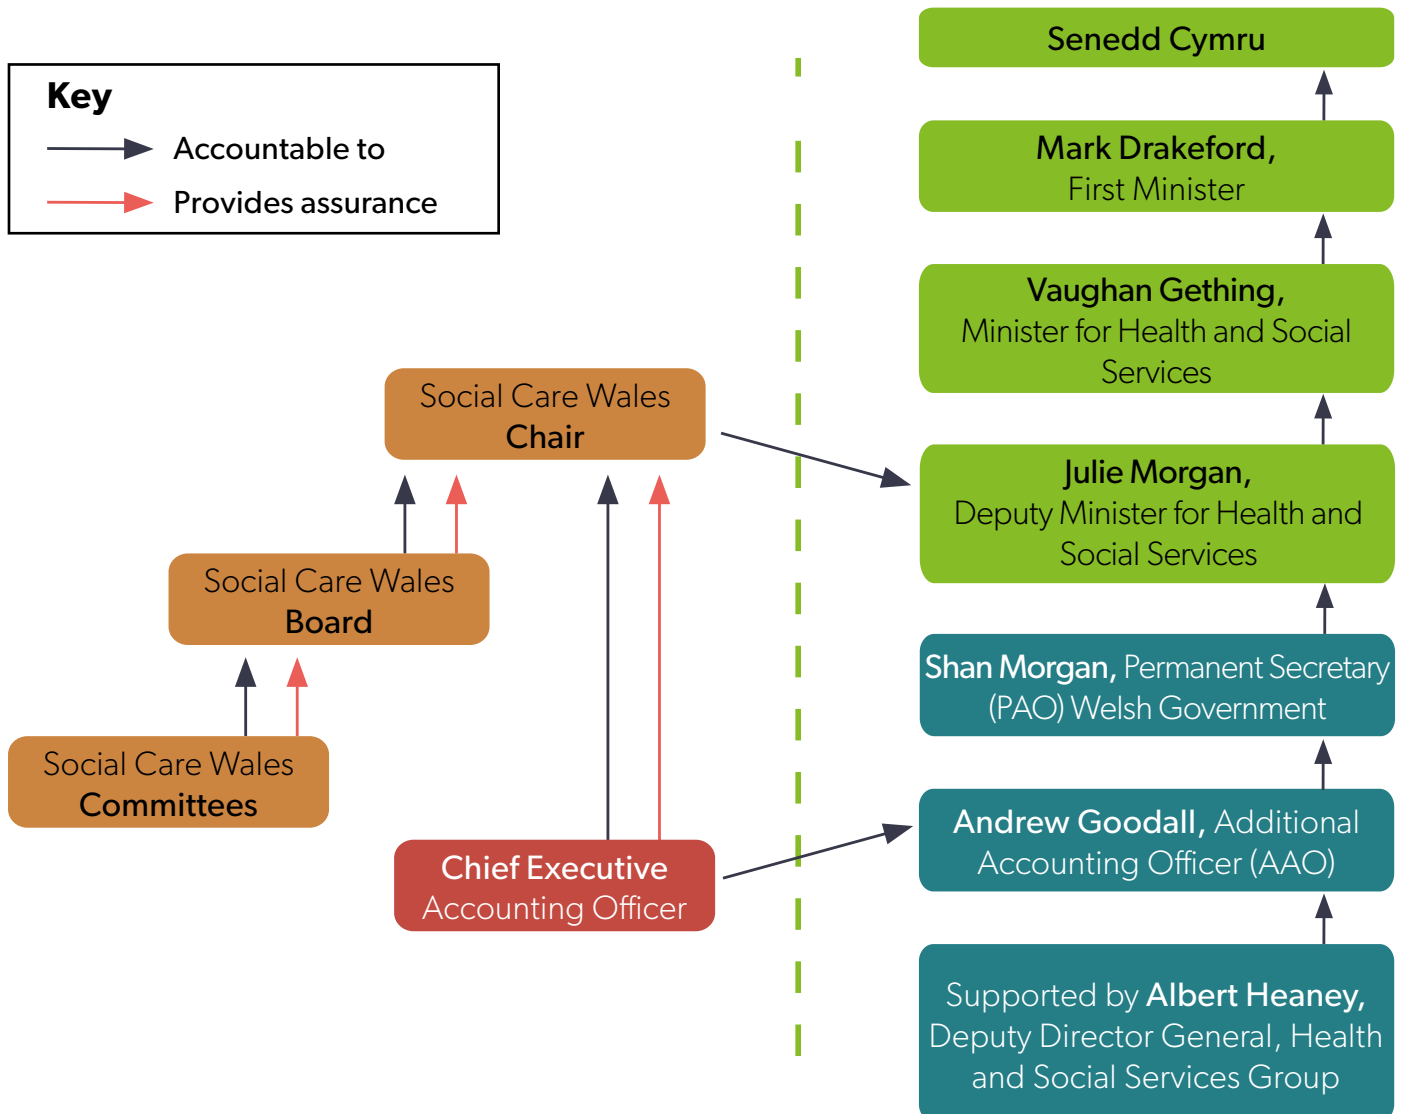 Key
Accountable to
Provides assurance
Senedd Cymru
Mark Drakeford,
First Minister
Vaughan Gething,
Minister for Health and Social
Services
Social Care Wales
Chair
Julie Morgan,
Deputy Minister for Health and
Social Services
Social Care Wales
Board
Shan Morgan, Permanent Secretary
(PAO) Welsh Government
Social Care Wales
Committees
Andrew Goodall, Additional
Accounting Officer (AAO)
Chief Executive
Accounting Officer
Supported by Albert Heaney,
Deputy Director General, Health
and Social Services Group